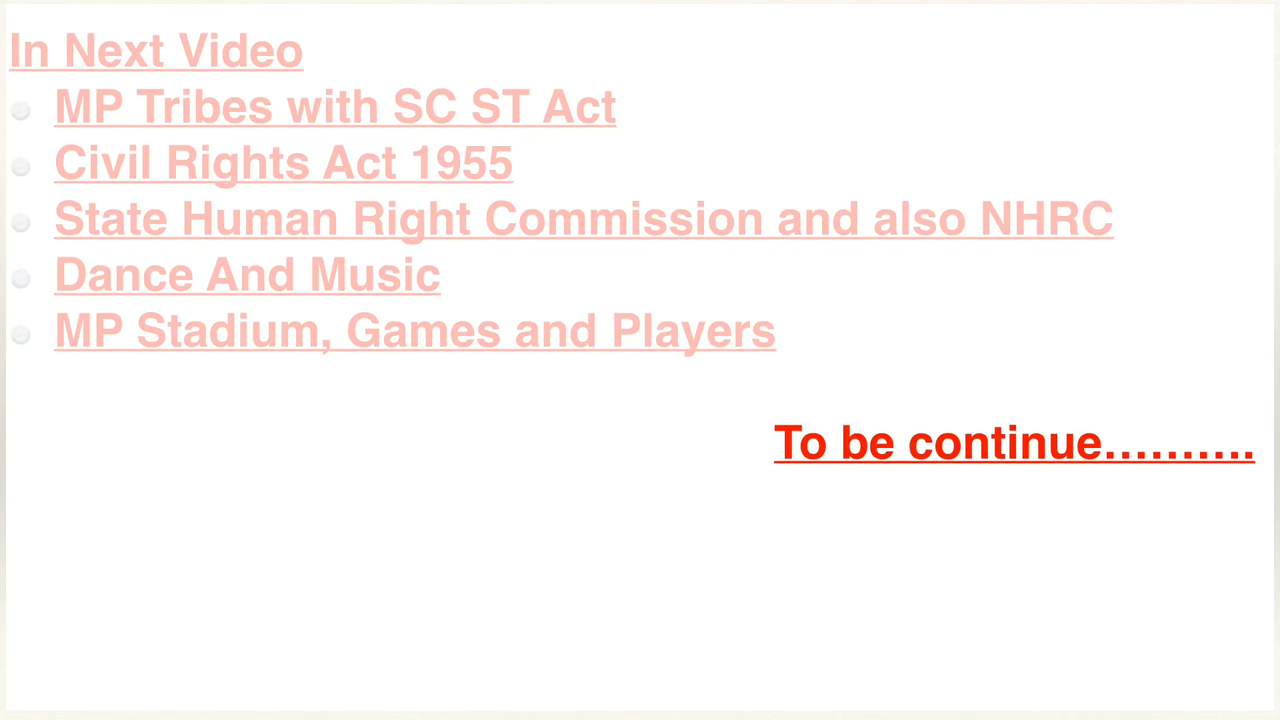 In Next Video
MP Tribes with SC ST Act
Civil Rights Act 1955
State Human Right Commission and also NHRC
Dance And Music
MP Stadium, Games and Players
To be continue……….